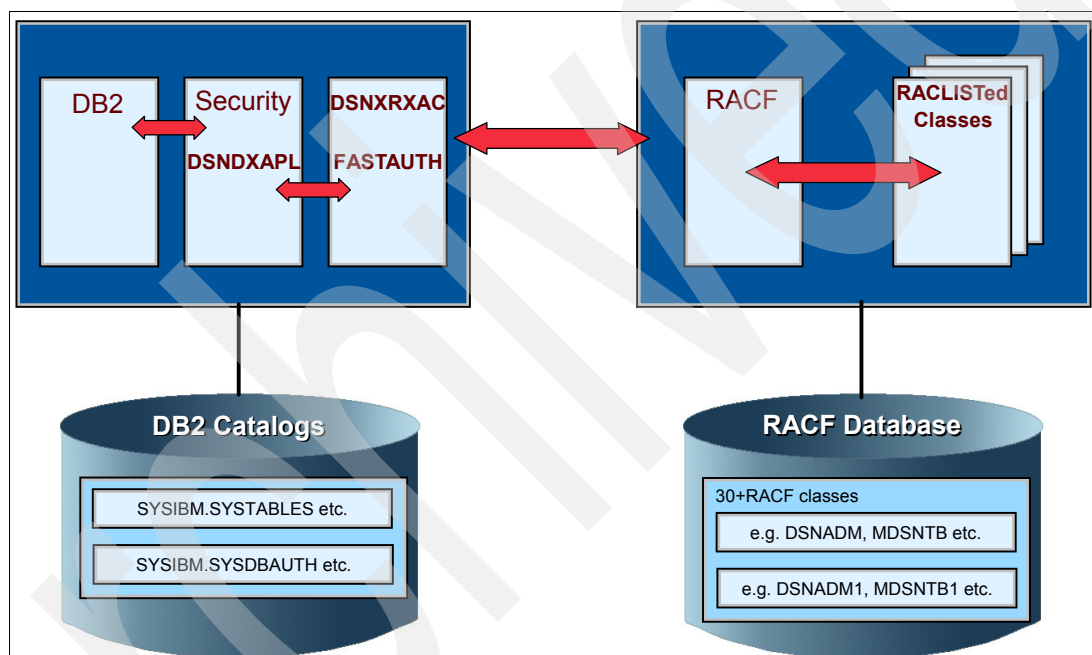 DB2
Security
DSNDXAPL
DSNXRXAC
FASTAUTH
RACF
RACLISTed
Classes
DB2 Catalogs
SYSIBM.SYSTABLES etc.
SYSIBM.SYSDBAUTH etc.
RACF Database
30+RACF classes
e.g. DSNADM, MDSNTB etc.
e.g. DSNADM1, MDSNTB1 etc.